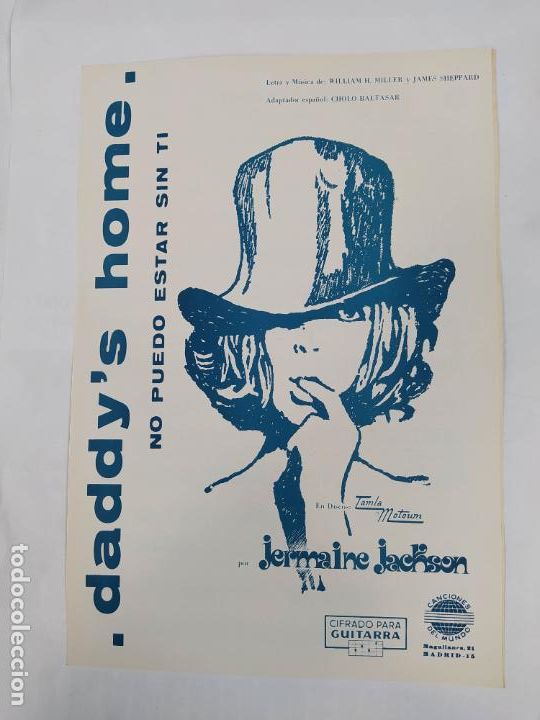 Letra y Música de: WILLIAM H. MILLER y JAMES SHEPPARD
Adaptador español: CHOLO BALTASAR
. daddy's home .
NO PUEDO ESTAR SIN TI
En Discos: Tamla Motoum
por jermaine jackson
CIFRADO PARA
GUITARRA
CANCIONES
DEL MUNDO
Magallanes, 21
MADRID-15
todocoleccion